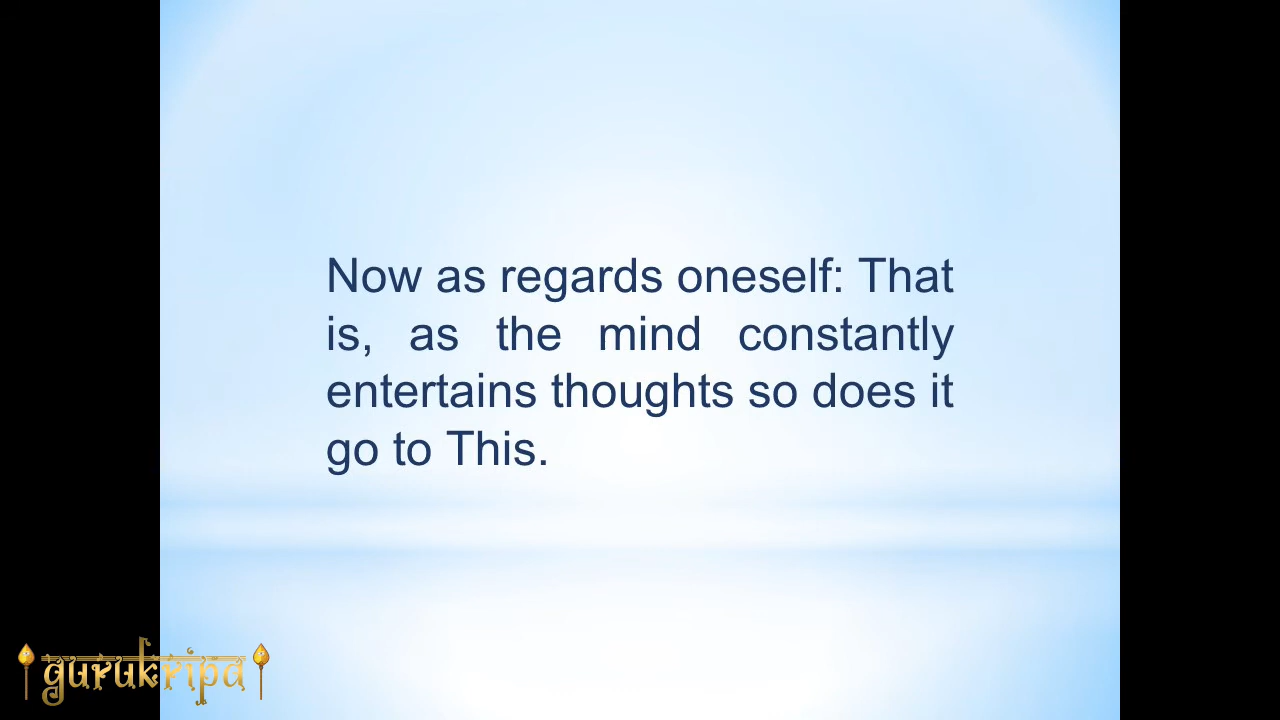 Now as regards oneself: That
is, as the mind constantly
entertains thoughts so does it
go to This.
gurukripa